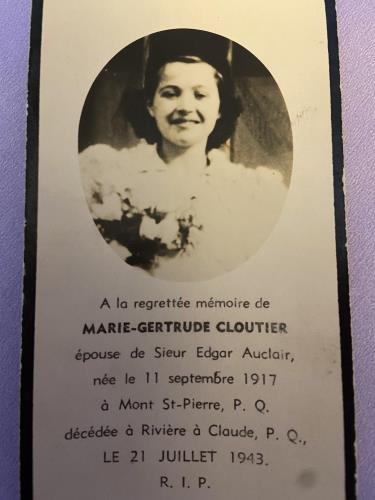 A la regrettée mémoire de
MARIE-GERTRUDE CLOUTIER
épouse de Sieur Edgar Auclair,
née le 11 septembre 1917
à Mont St-Pierre, P. Q.
décédée à Rivière à Claude, P. Q.,
LE 21 JUILLET 1943.
R. I. P.